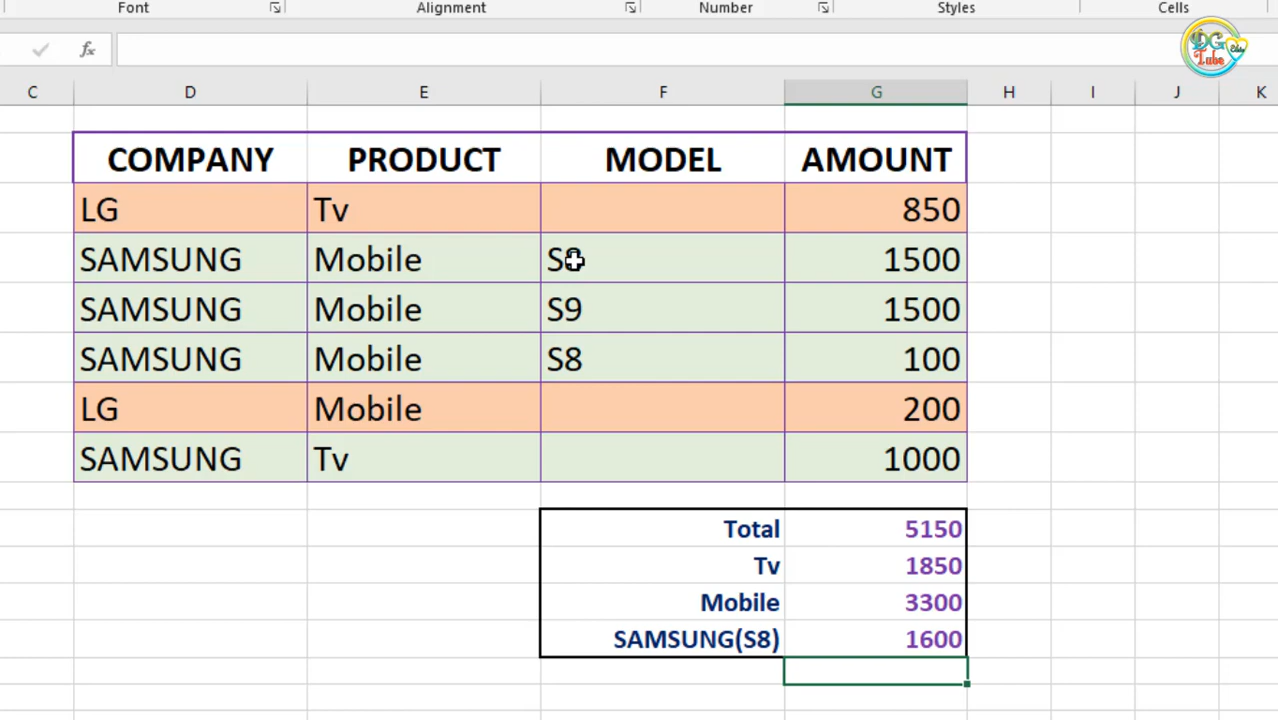 Font Alignment Number Styles Cells
fx
DG
Tube
C D E F G H I J K
COMPANY PRODUCT MODEL AMOUNT
LG Tv 850
SAMSUNG Mobile 1500
SAMSUNG Mobile S9 1500
SAMSUNG Mobile S8 100
LG Mobile 200
SAMSUNG Tv 1000
Total 5150
Tv 1850
Mobile 3300
SAMSUNG(S8) 1600